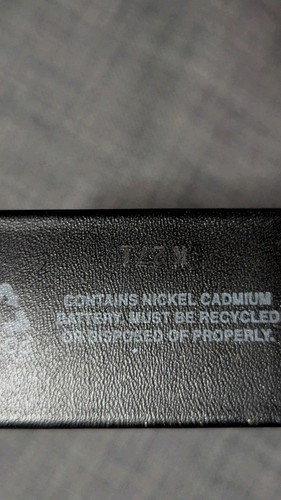 CONTAINS NICKEL CADMIUM
BATTERY. MUST BE RECYCLED
OR DISPOSED OF PROPERLY.